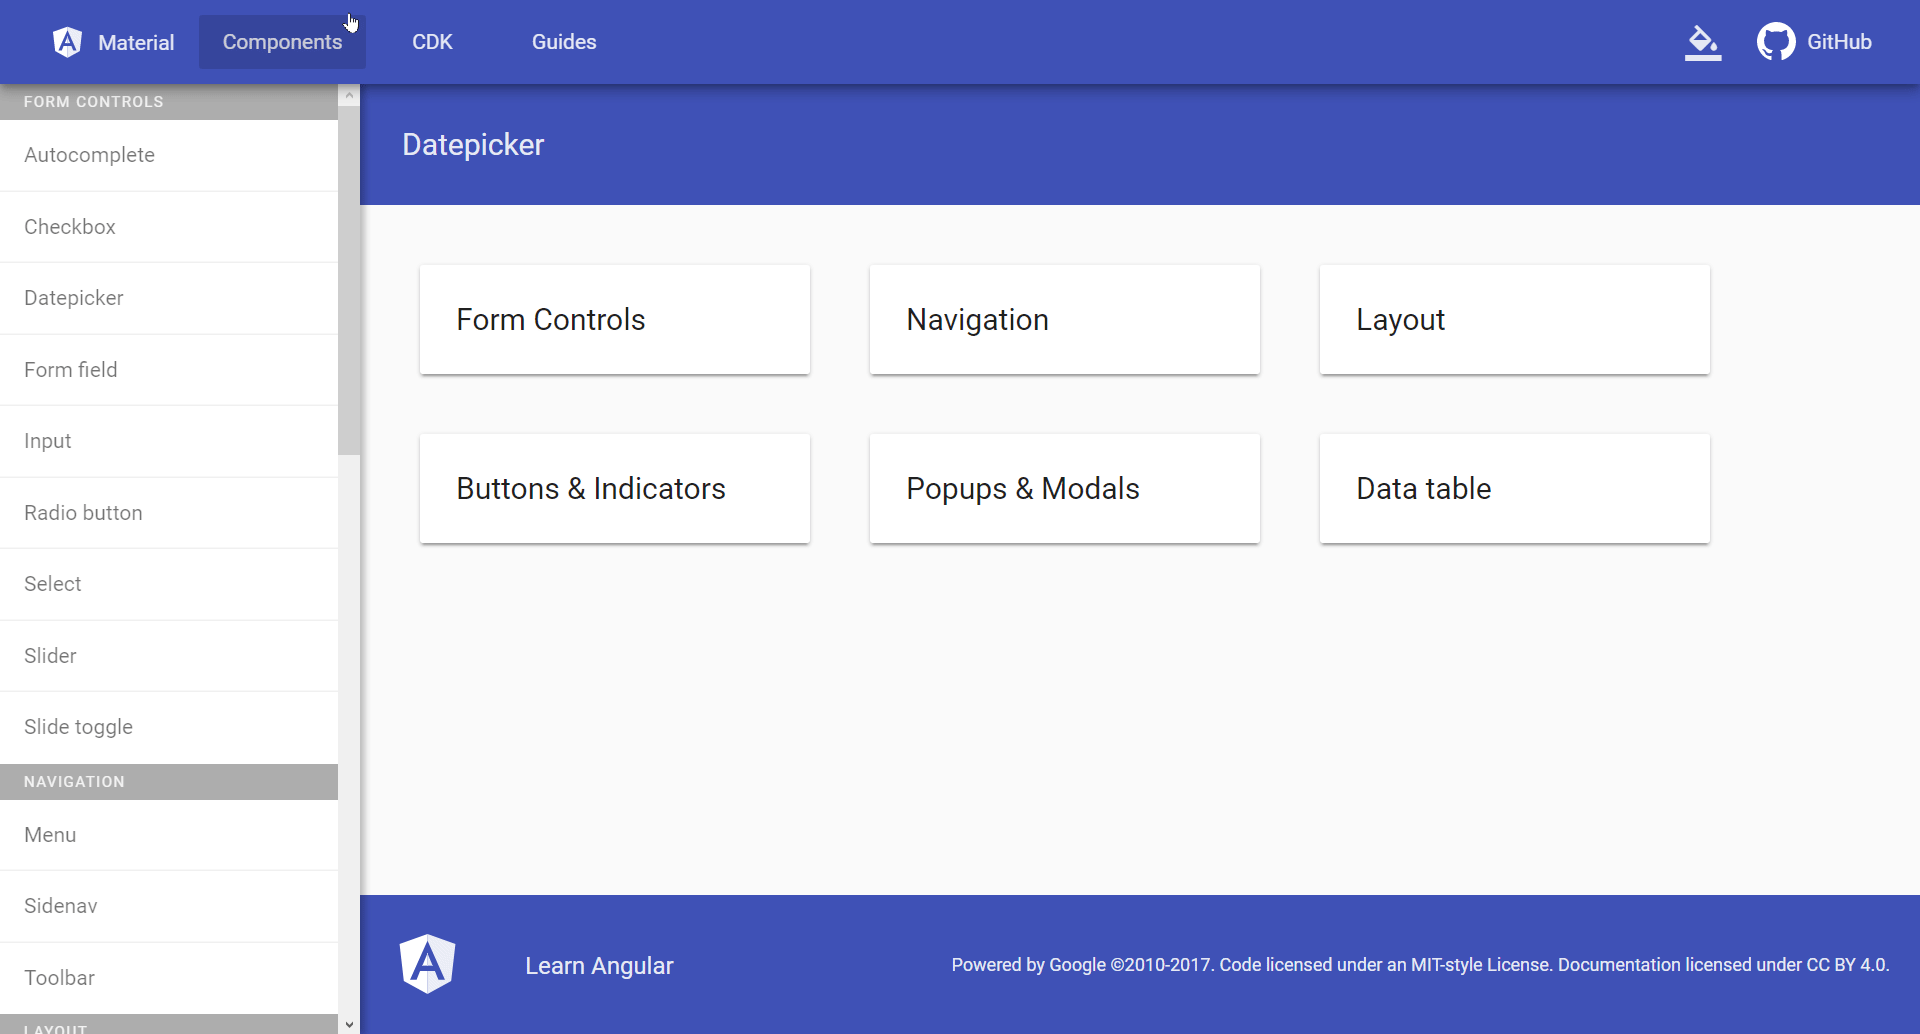 Material
Components
CDK
Guides
GitHub
FORM CONTROLS
Autocomplete
Checkbox
Datepicker
Form field
Input
Radio button
Select
Slider
Slide toggle
NAVIGATION
Menu
Sidenav
Toolbar
LAYOUT
Datepicker
Form Controls
Navigation
Layout
Buttons & Indicators
Popups & Modals
Data table
Learn Angular
Powered by Google ©2010-2017. Code licensed under an MIT-style License. Documentation licensed under CC BY 4.0.